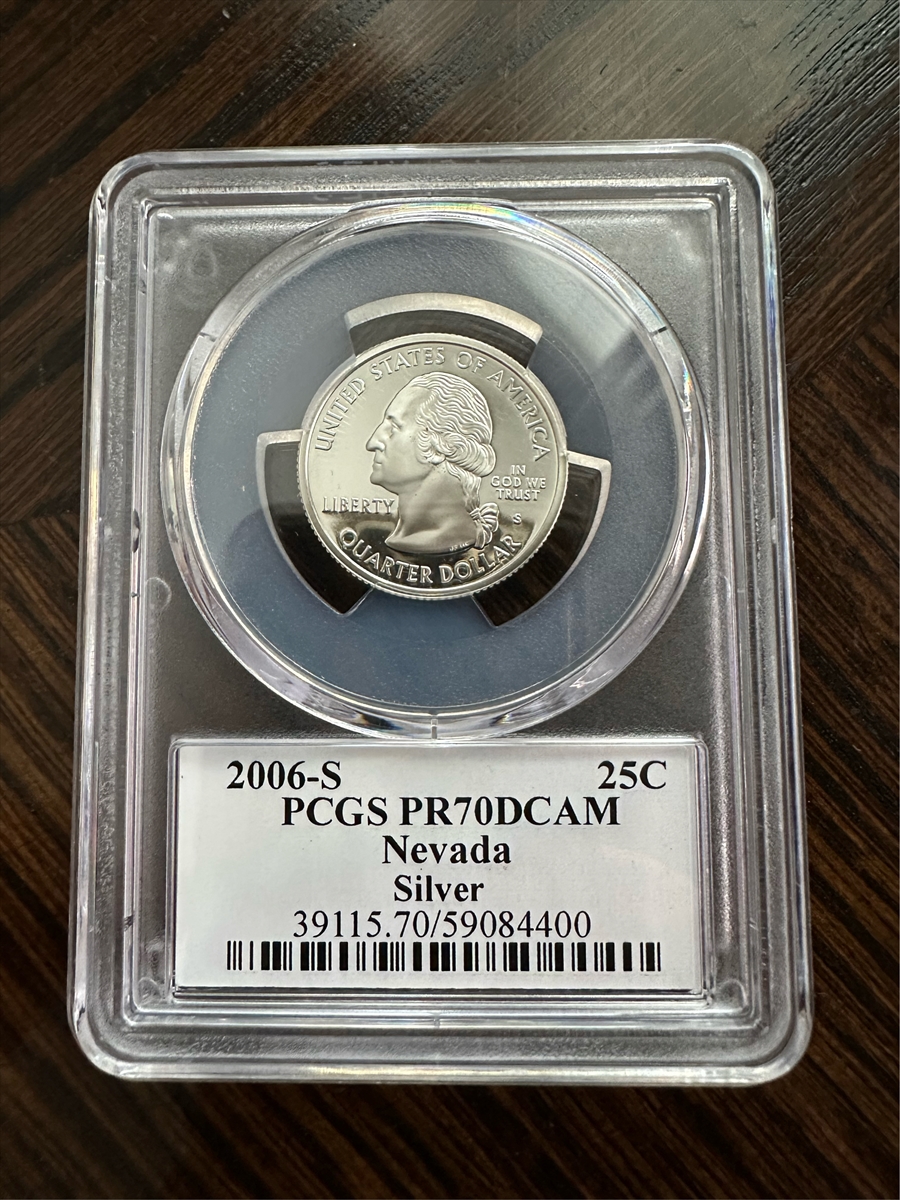 UNITED STATES OF AMERICA
IN
GOD WE
TRUST
LIBERTY
S
QUARTER DOLLAR
2006-S 25C
PCGS PR70DCAM
Nevada
Silver
39115.70/59084400